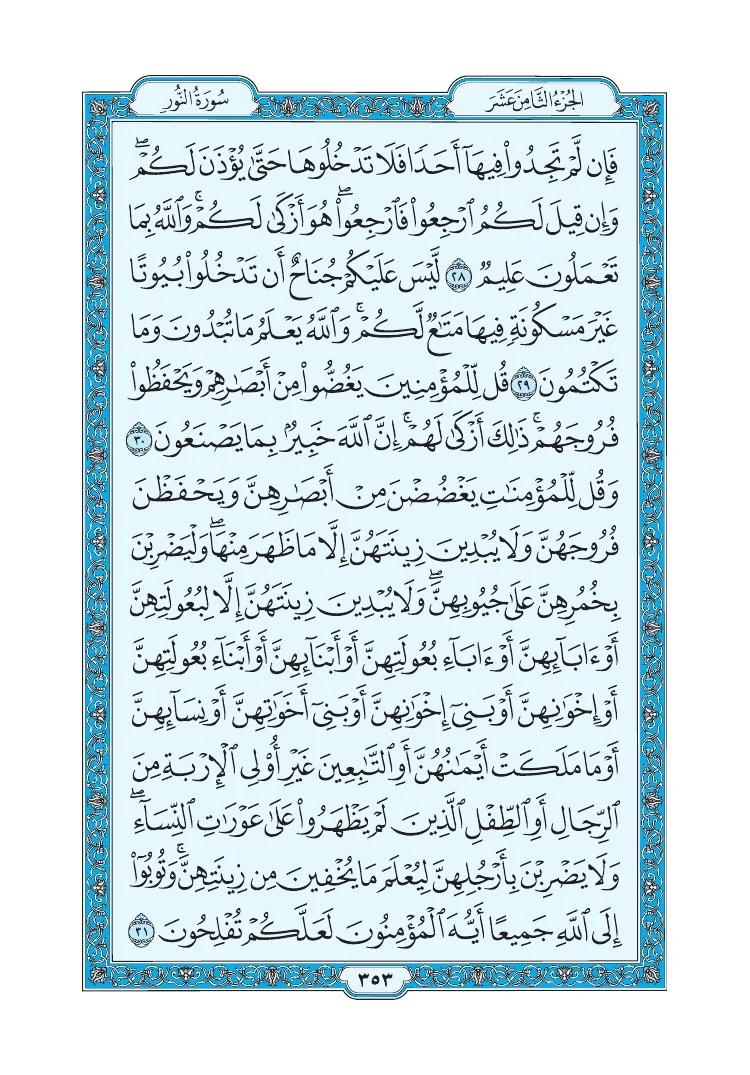 الجُزْءُ الثَّامِنَ عَشَرَ
سُورَةُ النُّورِ
فَإِن لَّمْ تَجِدُوا۟ فِيهَآ أَحَدًا فَلَا تَدْخُلُوهَا حَتَّىٰ يُؤْذَنَ لَكُمْ ۖ
وَإِن قِيلَ لَكُمُ ٱرْجِعُوا۟ فَٱرْجِعُوا۟ ۖ هُوَ أَزْكَىٰ لَكُمْ ۚ وَٱللَّهُ بِمَا
تَعْمَلُونَ عَلِيمٌ ٢٨ لَّيْسَ عَلَيْكُمْ جُنَاحٌ أَن تَدْخُلُوا۟ بُيُوتًا
غَيْرَ مَسْكُونَةٍ فِيهَا مَتَٰعٌ لَّكُمْ ۚ وَٱللَّهُ يَعْلَمُ مَا تُبْدُونَ وَمَا
تَكْتُمُونَ ٢٩ قُل لِّلْمُؤْمِنِينَ يَغُضُّوا۟ مِنْ أَبْصَٰرِهِمْ وَيَحْفَظُوا۟
فُرُوجَهُمْ ۚ ذَٰلِكَ أَزْكَىٰ لَهُمْ ۚ إِنَّ ٱللَّهَ خَبِيرٌۢ بِمَا يَصْنَعُونَ ٣٠
وَقُل لِّلْمُؤْمِنَٰتِ يَغْضُضْنَ مِنْ أَبْصَٰرِهِنَّ وَيَحْفَظْنَ
فُرُوجَهُنَّ وَلَا يُبْدِينَ زِينَتَهُنَّ إِلَّا مَا ظَهَرَ مِنْهَا ۖ وَلْيَضْرِبْنَ
بِخُمُرِهِنَّ عَلَىٰ جُيُوبِهِنَّ ۖ وَلَا يُبْدِينَ زِينَتَهُنَّ إِلَّا لِبُعُولَتِهِنَّ
أَوْ ءَابَآئِهِنَّ أَوْ ءَابَآءِ بُعُولَتِهِنَّ أَوْ أَبْنَآئِهِنَّ أَوْ أَبْنَآءِ بُعُولَتِهِنَّ
أَوْ إِخْوَٰنِهِنَّ أَوْ بَنِىٓ إِخْوَٰنِهِنَّ أَوْ بَنِىٓ أَخَوَٰتِهِنَّ أَوْ نِسَآئِهِنَّ
أَوْ مَا مَلَكَتْ أَيْمَٰنُهُنَّ أَوِ ٱلتَّٰبِعِينَ غَيْرِ أُو۟لِى ٱلْإِرْبَةِ مِنَ
ٱلرِّجَالِ أَوِ ٱلطِّفْلِ ٱلَّذِينَ لَمْ يَظْهَرُوا۟ عَلَىٰ عَوْرَٰتِ ٱلنِّسَآءِ ۖ
وَلَا يَضْرِبْنَ بِأَرْجُلِهِنَّ لِيُعْلَمَ مَا يُخْفِينَ مِن زِينَتِهِنَّ ۚ وَتُوبُوٓا۟
إِلَى ٱللَّهِ جَمِيعًا أَيُّهَ ٱلْمُؤْمِنُونَ لَعَلَّكُمْ تُفْلِحُونَ ٣١
٣٥٣